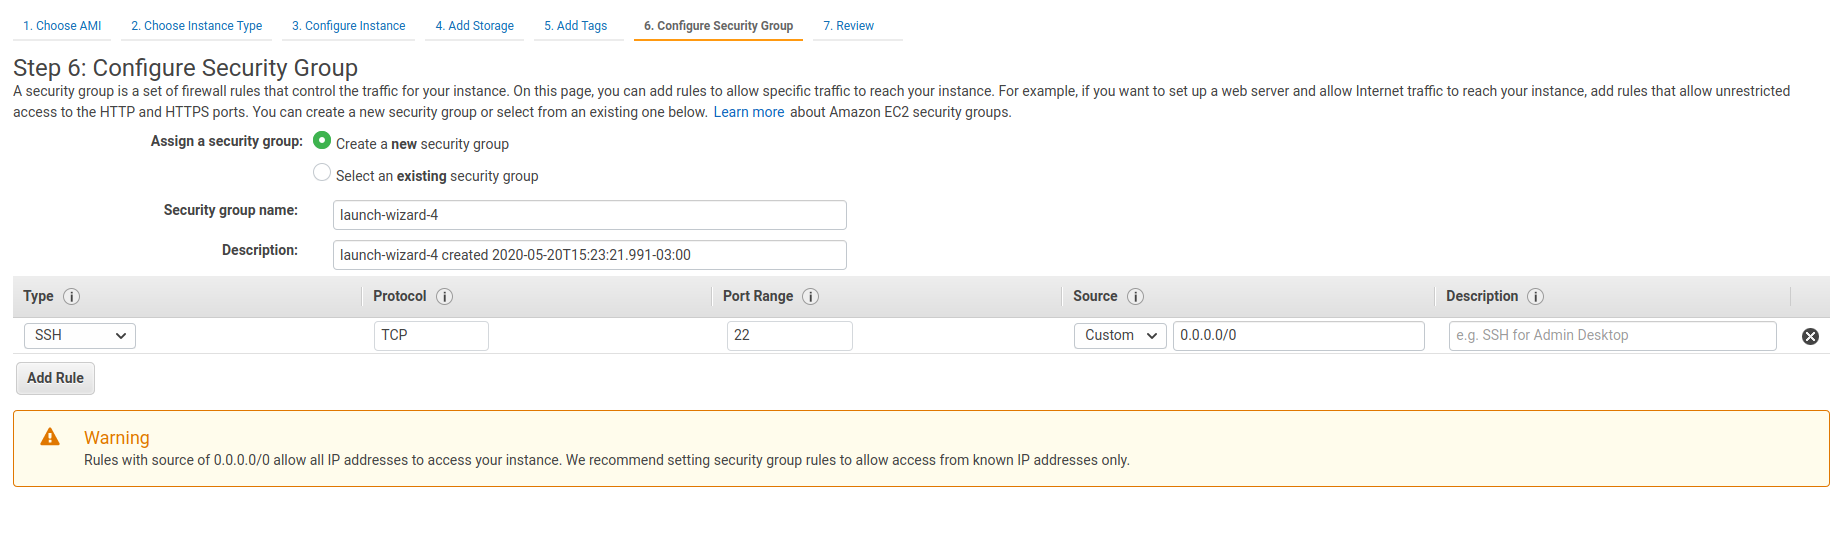 1. Choose AMI 2. Choose Instance Type 3. Configure Instance 4. Add Storage 5. Add Tags 6. Configure Security Group 7. Review
Step 6: Configure Security Group
A security group is a set of firewall rules that control the traffic for your instance. On this page, you can add rules to allow specific traffic to reach your instance. For example, if you want to set up a web server and allow Internet traffic to reach your instance, add rules that allow unrestricted
access to the HTTP and HTTPS ports. You can create a new security group or select from an existing one below. Learn more about Amazon EC2 security groups.
Assign a security group: Create a new security group
Select an existing security group
Security group name: launch-wizard-4
Description: launch-wizard-4 created 2020-05-20T15:23:21.991-03:00
Type i Protocol i Port Range i Source i Description i
SSH TCP 22 Custom 0.0.0.0/0 e.g. SSH for Admin Desktop
Add Rule
Warning
Rules with source of 0.0.0.0/0 allow all IP addresses to access your instance. We recommend setting security group rules to allow access from known IP addresses only.